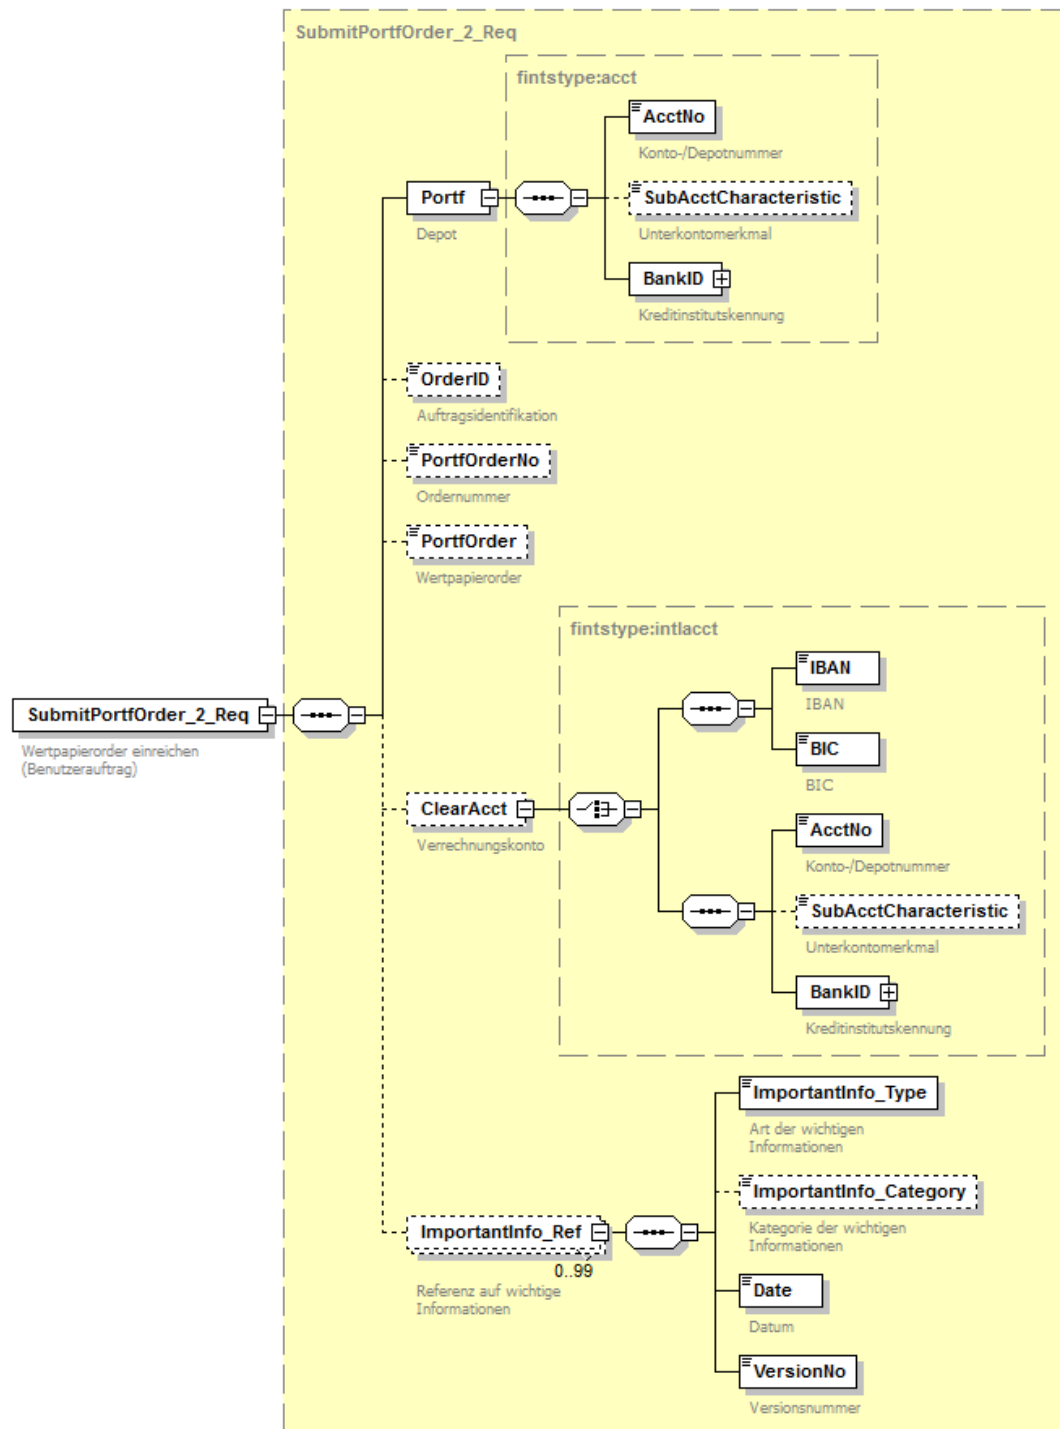 SubmitPortfOrder_2_Req
fintstype:acct
AcctNo
Konto-/Depotnummer
Portf
Depot
SubAcctCharacteristic
Unterkontomerkmal
BankID
Kreditinstitutskennung
OrderID
Auftragsidentifikation
PortfOrderNo
Ordernummer
PortfOrder
Wertpapierorder
fintstype:intlacct
IBAN
IBAN
SubmitPortfOrder_2_Req
Wertpapierorder einreichen
(Benutzerauftrag)
BIC
BIC
ClearAcct
Verrechnungskonto
AcctNo
Konto-/Depotnummer
SubAcctCharacteristic
Unterkontomerkmal
BankID
Kreditinstitutskennung
ImportantInfo_Type
Art der wichtigen
Informationen
ImportantInfo_Category
Kategorie der wichtigen
Informationen
ImportantInfo_Ref
0..99
Referenz auf wichtige
Informationen
Date
Datum
VersionNo
Versionsnummer